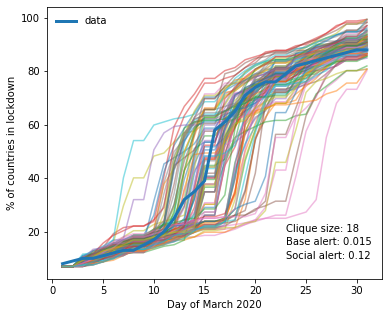 100
80
60
40
20
0
5
10
15
20
25
30
% of countries in lockdown
Day of March 2020
data
Clique size: 18
Base alert: 0.015
Social alert: 0.12